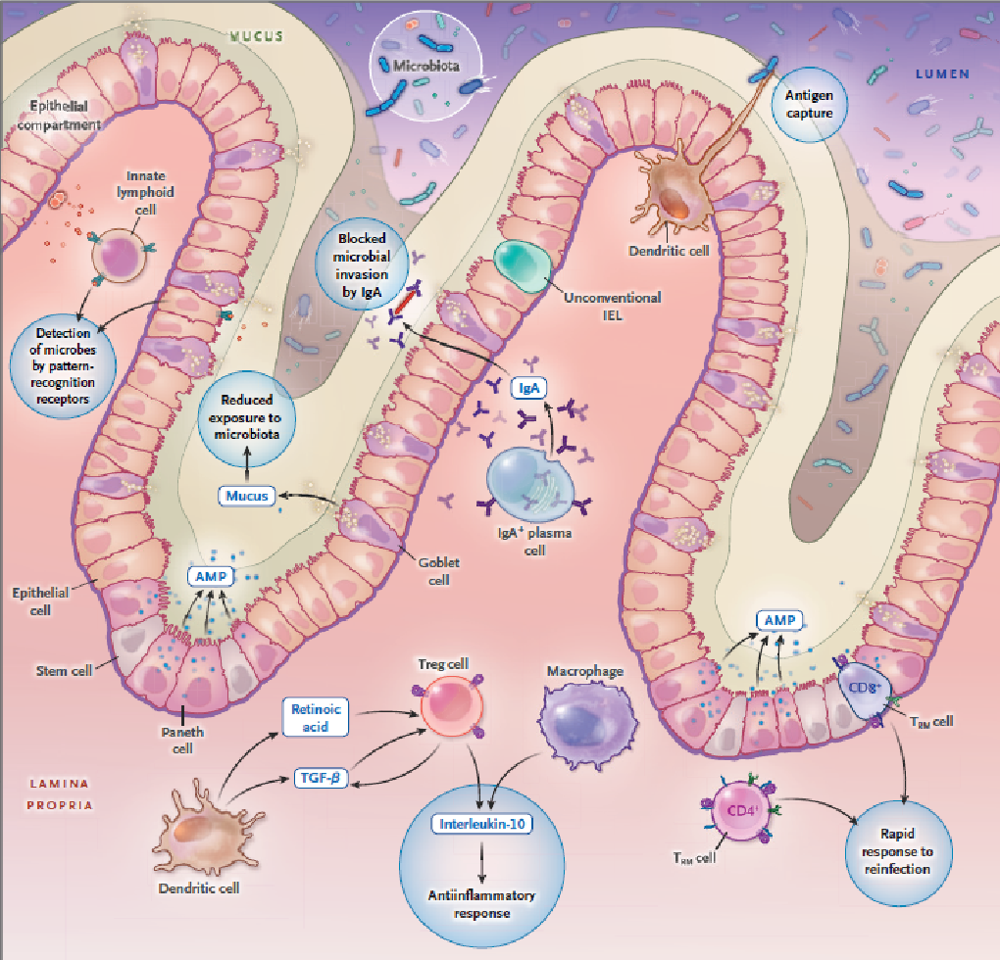 MUCUS
Microbiota
LUMEN
Epithelial
compartment
Antigen
capture
Innate
lymphoid
cell
Blocked
microbial
invasion
by IgA
Dendritic cell
Unconventional
IEL
Detection
of microbes
by pattern-
recognition
receptors
Reduced
exposure to
microbiota
IgA
Mucus
IgA⁺ plasma
cell
Goblet
cell
AMP
Epithelial
cell
AMP
Stem cell
Treg cell
Macrophage
CD8⁺
Retinoic
acid
TRM cell
Paneth
cell
TGF-β
LAMINA
PROPRIA
CD4⁺
Interleukin-10
Rapid
response to
reinfection
TRM cell
Dendritic cell
Antiinflammatory
response